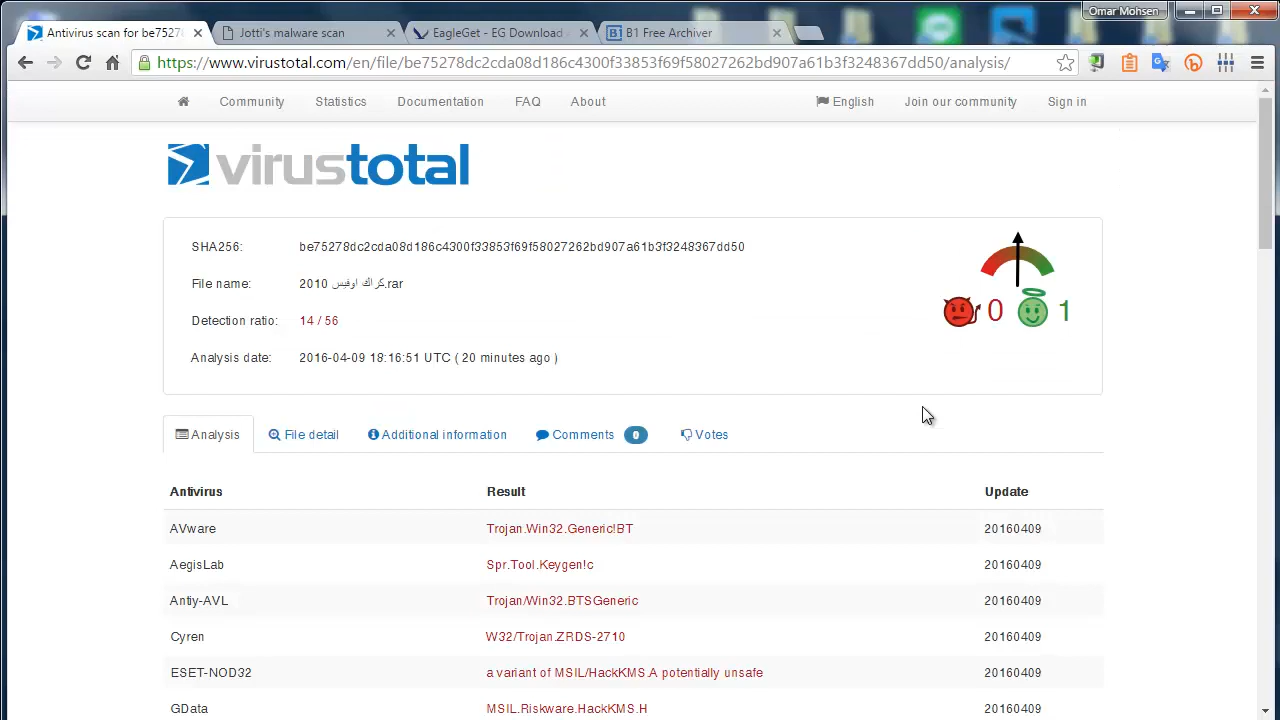 Omar Mohsen
Antivirus scan for be7527
Jotti's malware scan
EagleGet - EG Download
B1 Free Archiver
https://www.virustotal.com/en/file/be75278dc2cda08d186c4300f33853f69f58027262bd907a61b3f3248367dd50/analysis/
Community Statistics Documentation FAQ About English Join our community Sign in
virustotal
SHA256: be75278dc2cda08d186c4300f33853f69f58027262bd907a61b3f3248367dd50
File name: كراك اوفيس 2010.rar
Detection ratio: 14 / 56
Analysis date: 2016-04-09 18:16:51 UTC ( 20 minutes ago )
0 1
Analysis File detail Additional information Comments 0 Votes
Antivirus Result Update
AVware Trojan.Win32.Generic!BT 20160409
AegisLab Spr.Tool.Keygen!c 20160409
Antiy-AVL Trojan/Win32.BTSGeneric 20160409
Cyren W32/Trojan.ZRDS-2710 20160409
ESET-NOD32 a variant of MSIL/HackKMS.A potentially unsafe 20160409
GData MSIL.Riskware.HackKMS.H 20160409